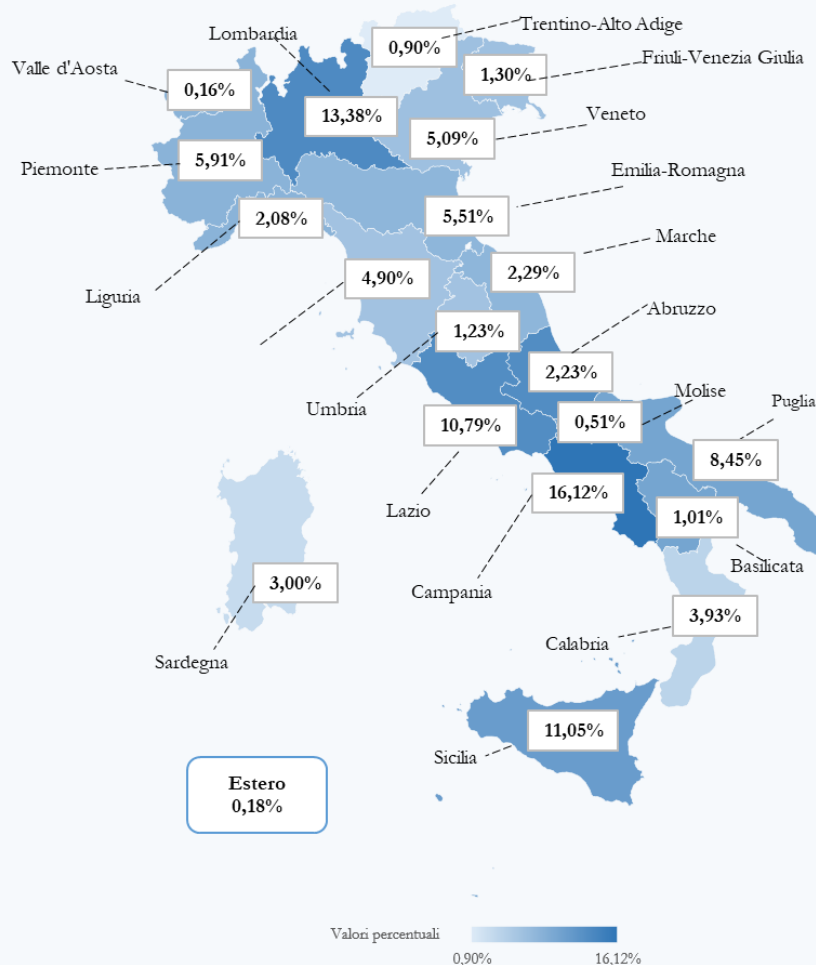 Trentino-Alto Adige
Lombardia
0,90%
Friuli-Venezia Giulia
Valle d'Aosta
1,30%
0,16%
13,38%
Veneto
5,09%
Piemonte
5,91%
Emilia-Romagna
2,08%
5,51%
Marche
2,29%
4,90%
Liguria
Abruzzo
1,23%
2,23%
Molise
Umbria
0,51%
Puglia
10,79%
8,45%
16,12%
Lazio
1,01%
Basilicata
3,00%
Campania
3,93%
Calabria
Sardegna
11,05%
Sicilia
Estero
0,18%
Valori percentuali
0,90%
16,12%